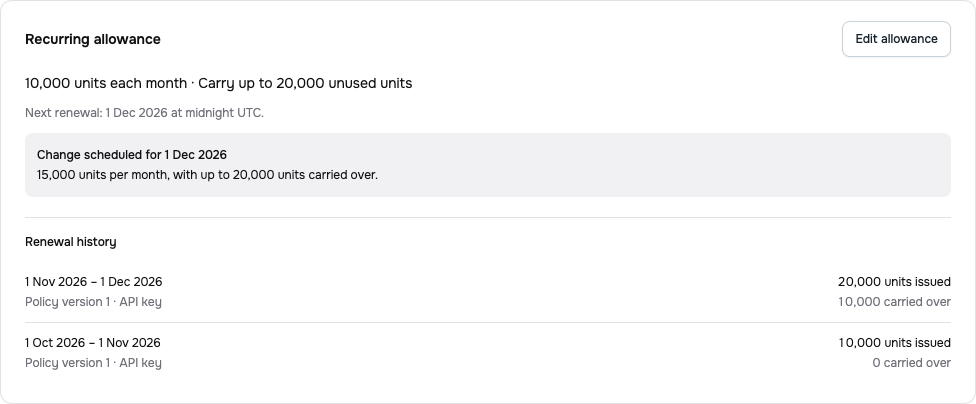 Recurring allowance
Edit allowance
10,000 units each month · Carry up to 20,000 unused units
Next renewal: 1 Dec 2026 at midnight UTC.
Change scheduled for 1 Dec 2026
15,000 units per month, with up to 20,000 units carried over.
Renewal history
1 Nov 2026 – 1 Dec 2026
20,000 units issued
Policy version 1 · API key
10,000 carried over
1 Oct 2026 – 1 Nov 2026
10,000 units issued
Policy version 1 · API key
0 carried over